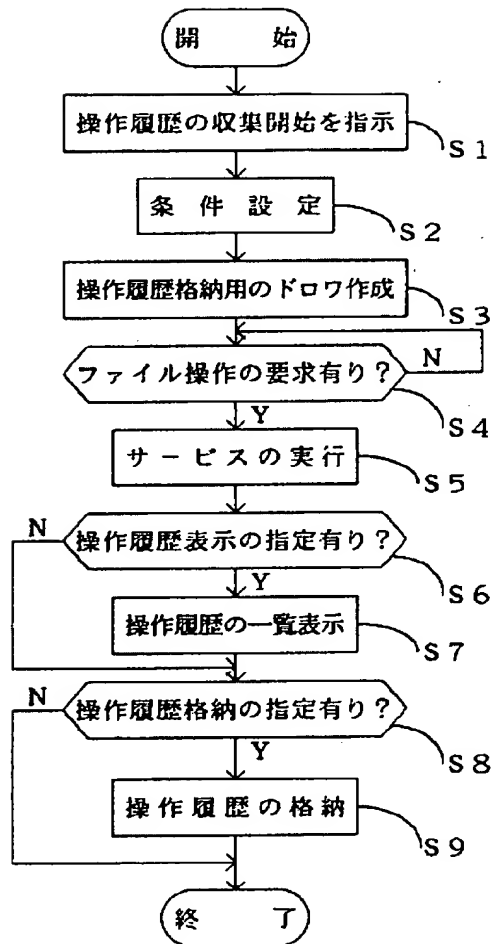 開 始
操作履歴の収集開始を指示
S1
条件設定
S2
操作履歴格納用のドロワ作成
S3
ファイル操作の要求有り?
N
S4
Y
サービスの実行
S5
N
操作履歴表示の指定有り?
S6
Y
操作履歴の一覧表示
S7
N
操作履歴格納の指定有り?
S8
Y
操作履歴の格納
S9
終 了